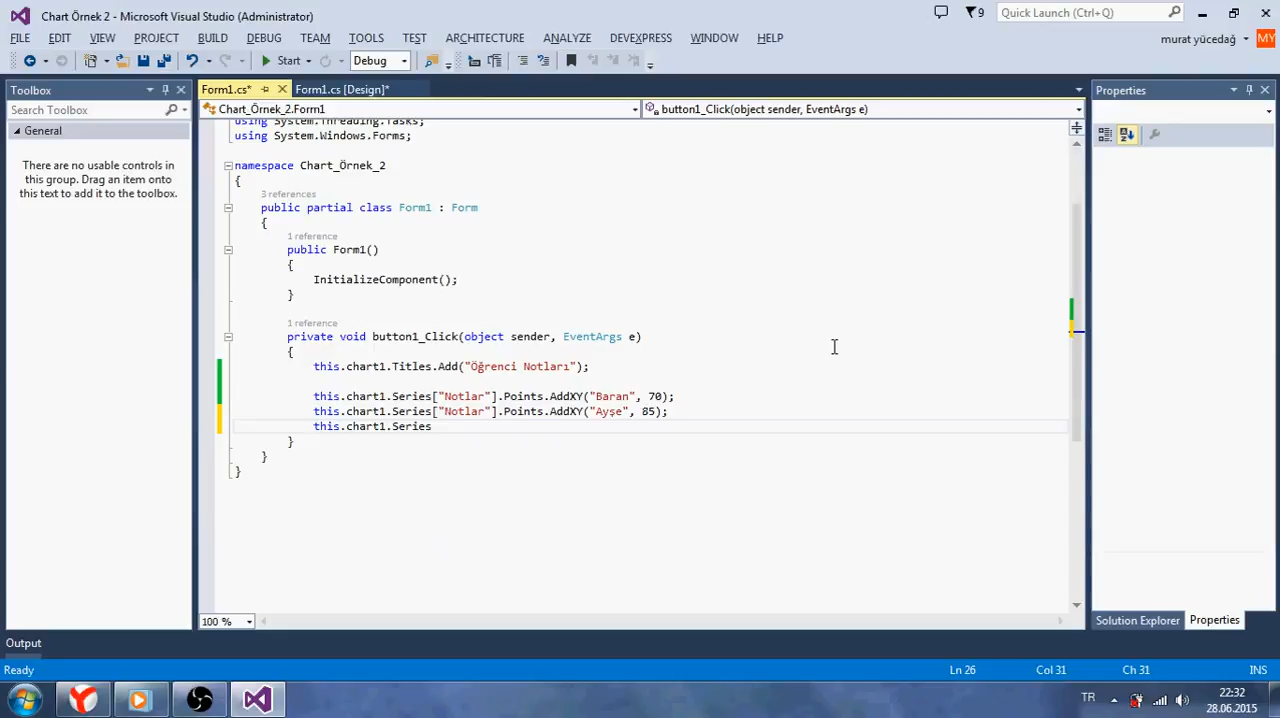 Chart Örnek 2 - Microsoft Visual Studio (Administrator)
9
Quick Launch (Ctrl+Q)
FILE EDIT VIEW PROJECT BUILD DEBUG TEAM TOOLS TEST ARCHITECTURE ANALYZE DEVEXPRESS WINDOW HELP
murat yücedağ
MY
Start
Debug
Toolbox
Search Toolbox
General
There are no usable controls in
this group. Drag an item onto
this text to add it to the toolbox.
Form1.cs*
Form1.cs [Design]*
Chart_Örnek_2.Form1
button1_Click(object sender, EventArgs e)
using System.Threading.Tasks;
using System.Windows.Forms;
namespace Chart_Örnek_2
{
3 references
public partial class Form1 : Form
{
1 reference
public Form1()
{
InitializeComponent();
}
1 reference
private void button1_Click(object sender, EventArgs e)
{
this.chart1.Titles.Add("Öğrenci Notları");
this.chart1.Series["Notlar"].Points.AddXY("Baran", 70);
this.chart1.Series["Notlar"].Points.AddXY("Ayşe", 85);
this.chart1.Series
}
}
}
100 %
Properties
Solution Explorer
Properties
Output
Ready
Ln 26
Col 31
Ch 31
INS
TR
22:32
28.06.2015